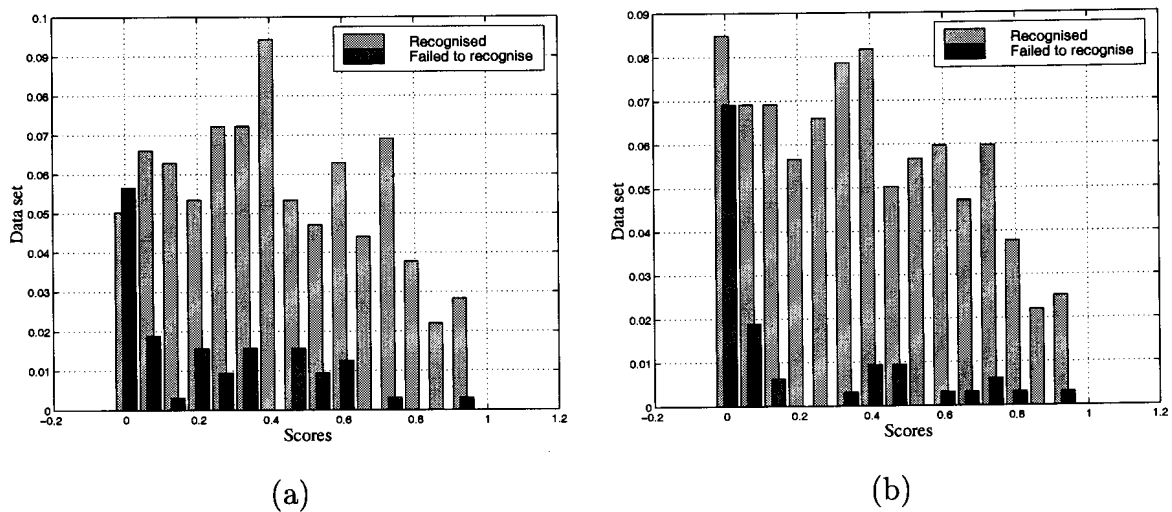 0.1
0.09
0.08
0.07
0.06
0.05
0.04
0.03
0.02
0.01
0
Data set
Recognised
Failed to recognise
−0.2 0 0.2 0.4 0.6 0.8 1 1.2
Scores
(a)
0.09
0.08
0.07
0.06
0.05
0.04
0.03
0.02
0.01
0
Data set
Recognised
Failed to recognise
−0.2 0 0.2 0.4 0.6 0.8 1 1.2
Scores
(b)